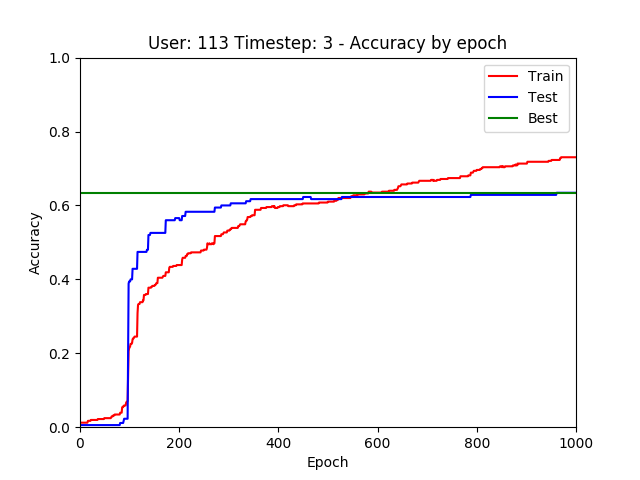 User: 113 Timestep: 3 - Accuracy by epoch
Train
Test
Best
Accuracy
1.0
0.8
0.6
0.4
0.2
0.0
0 200 400 600 800 1000
Epoch